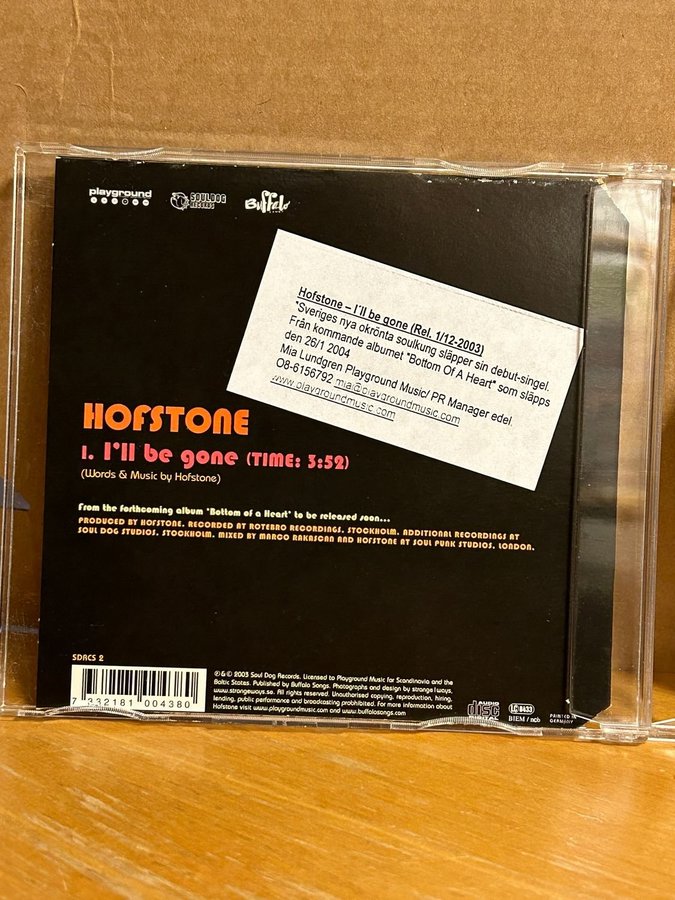 playground
SOULDOG
RECORDS
Buffalo
Hofstone – I´ll be gone (Rel. 1/12-2003)
"Sveriges nya okrönta soulkung släpper sin debut-singel.
Från kommande albumet "Bottom Of A Heart" som släpps
den 26/1 2004
Mia Lundgren Playground Music/ PR Manager edel.
O8-6156792 mia@playgroundmusic.com
www.playgroundmusic.com
HOFSTONE
1. I'll be gone (TIME: 3:52)
(Words & Music by Hofstone)
From the forthcoming album "Bottom of a Heart" to be released soon...
PRODUCED BY HOFSTONE. RECORDED AT ROTEBRO RECORDINGS, STOCKHOLM. ADDITIONAL RECORDINGS AT
SOUL DOG STUDIOS, STOCKHOLM. MIXED BY MARCO RAKASCAN AND HOFSTONE AT SOUL PUNK STUDIOS, LONDON.
SDRCS 2
7 332181 004380
℗ & © 2003 Soul Dog Records. Licensed to Playground Music for Scandinavia and the
Baltic States. Published by Buffalo Songs. Photographs and design by strange ways,
www.strangeways.se. All rights reserved. Unauthorised copying, reproduction, hiring,
lending, public performance and broadcasting prohibited. For more information about
Hofstone visit www.playgroundmusic.com and www.buffalosongs.com
COMPACT disc DIGITAL AUDIO
LC 8433
BIEM / ncb
PRINTED IN
GERMANY